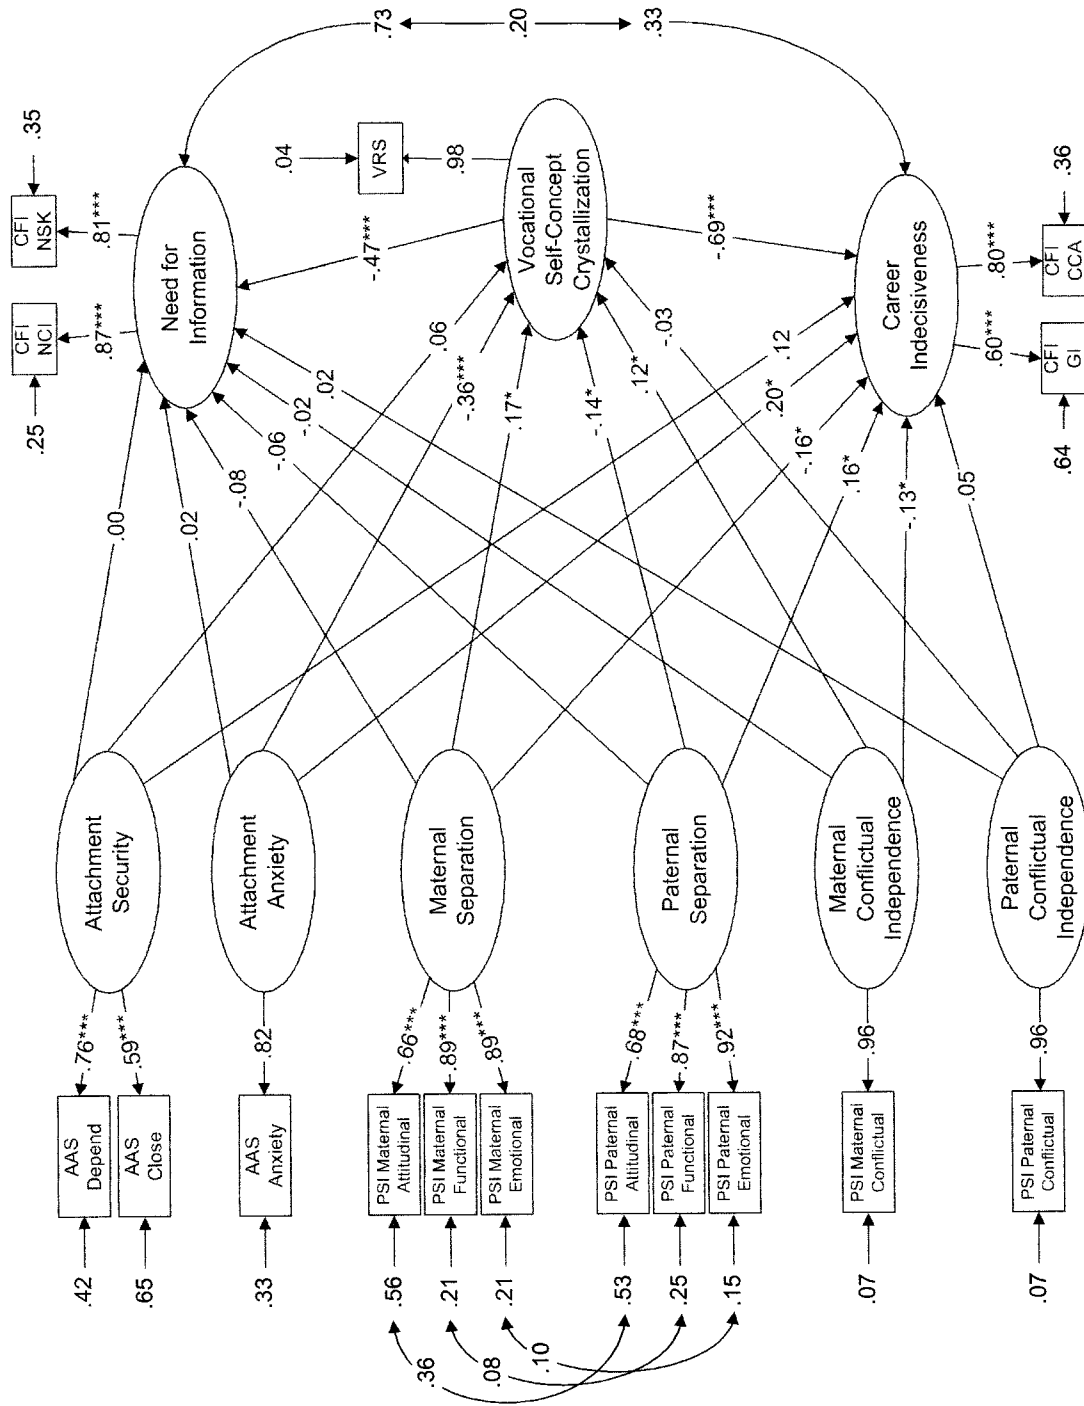 .73
.20
.33
.35
CFI
NSK
.81***
.25
CFI
NCI
.87***
Need for
Information
.04
VRS
.98
-.47***
Vocational
Self-Concept
Crystallization
-.69***
Career
Indecisiveness
.80***
CFI
CCA
.36
.60***
CFI
GI
.64
.00
.02
-.08
-.06
-.02
.02
.06
-.36***
.17*
-.14*
.12*
-.03
.12
.20*
-.16*
.16*
-.13*
.05
Attachment
Security
Attachment
Anxiety
Maternal
Separation
Paternal
Separation
Maternal
Conflictual
Independence
Paternal
Conflictual
Independence
.76***
.59***
.82
.66***
.89***
.89***
.68***
.87***
.92***
.96
.96
AAS
Depend
AAS
Close
AAS
Anxiety
PSI Maternal
Attitudinal
PSI Maternal
Functional
PSI Maternal
Emotional
PSI Paternal
Attitudinal
PSI Paternal
Functional
PSI Paternal
Emotional
PSI Maternal
Conflictual
PSI Paternal
Conflictual
.42
.65
.33
.56
.21
.21
.53
.25
.15
.07
.07
.36
.08
.10